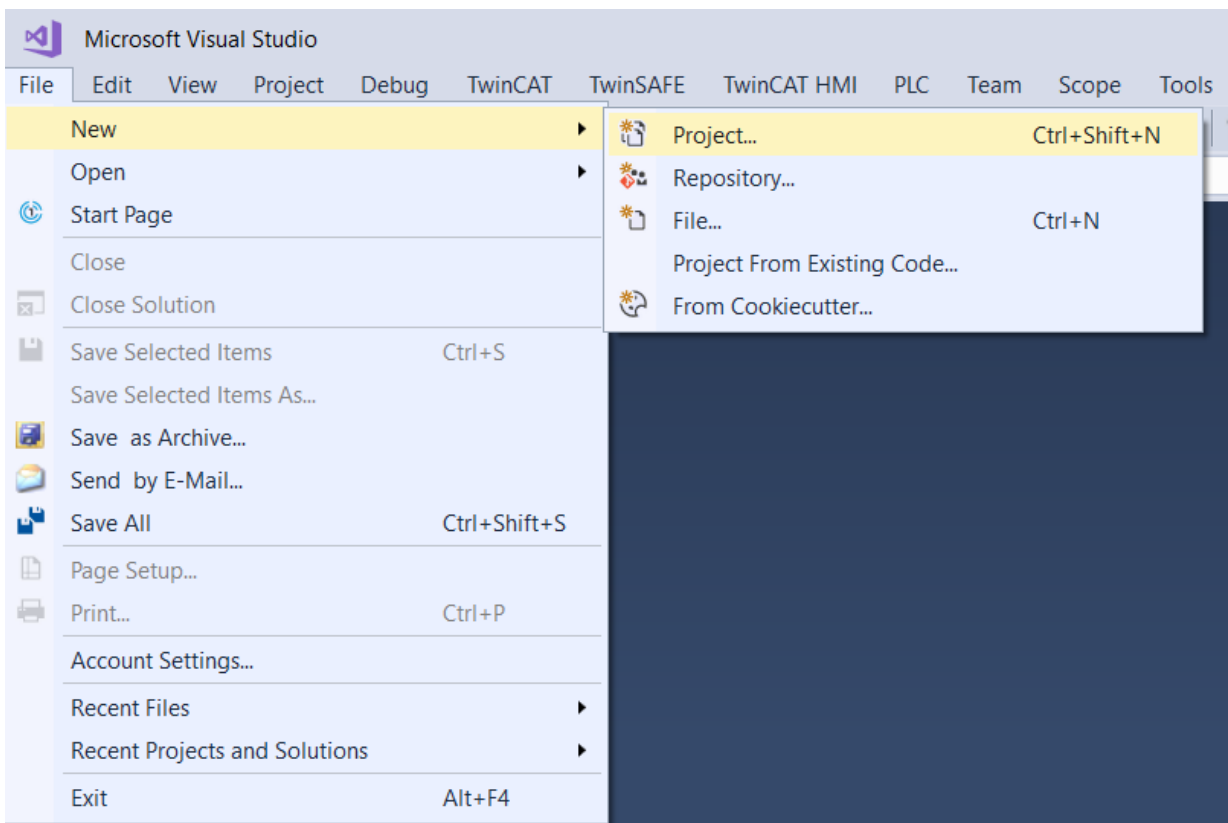 Microsoft Visual Studio
File Edit View Project Debug TwinCAT TwinSAFE TwinCAT HMI PLC Team Scope Tools
New
Open
Start Page
Close
Close Solution
Save Selected Items Ctrl+S
Save Selected Items As...
Save as Archive...
Send by E-Mail...
Save All Ctrl+Shift+S
Page Setup...
Print... Ctrl+P
Account Settings...
Recent Files
Recent Projects and Solutions
Exit Alt+F4
Project... Ctrl+Shift+N
Repository...
File... Ctrl+N
Project From Existing Code...
From Cookiecutter...